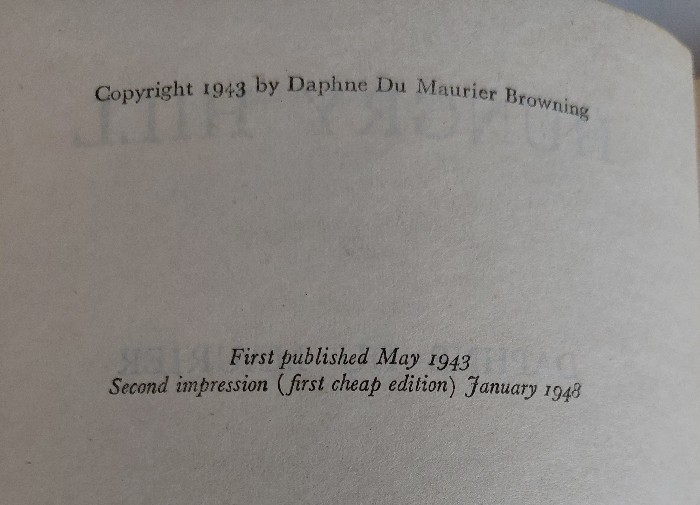 Copyright 1943 by Daphne Du Maurier Browning
First published May 1943
Second impression (first cheap edition) January 1948